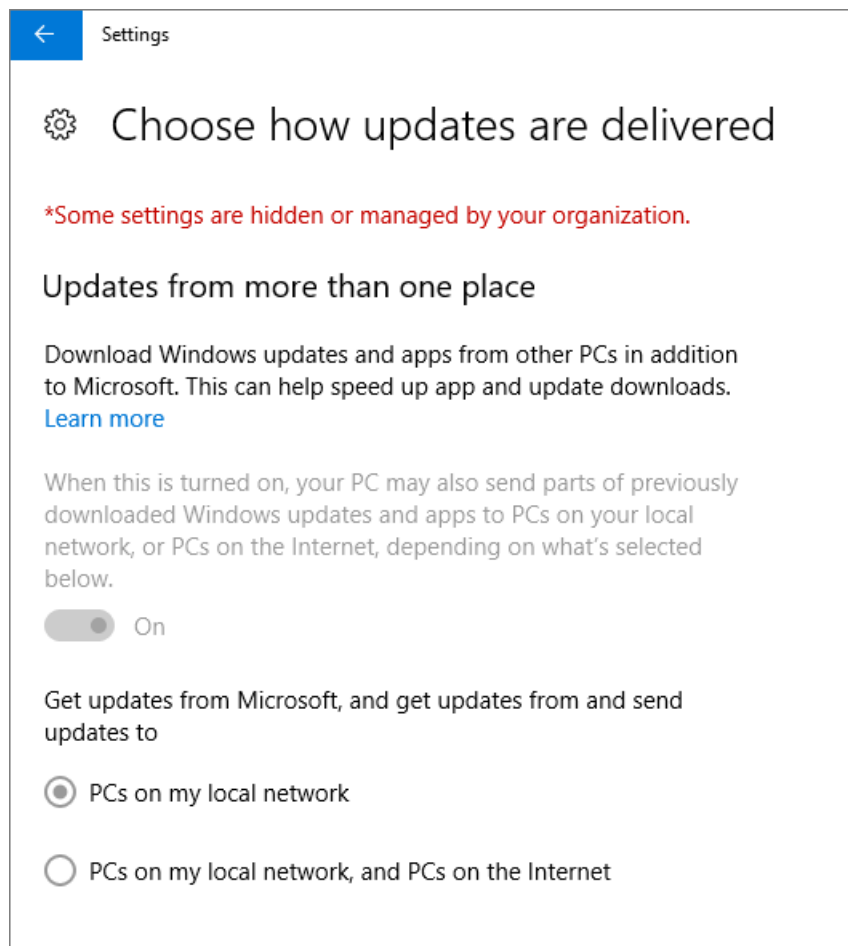 Settings
Choose how updates are delivered
*Some settings are hidden or managed by your organization.
Updates from more than one place
Download Windows updates and apps from other PCs in addition
to Microsoft. This can help speed up app and update downloads.
Learn more
When this is turned on, your PC may also send parts of previously
downloaded Windows updates and apps to PCs on your local
network, or PCs on the Internet, depending on what’s selected
below.
On
Get updates from Microsoft, and get updates from and send
updates to
PCs on my local network
PCs on my local network, and PCs on the Internet